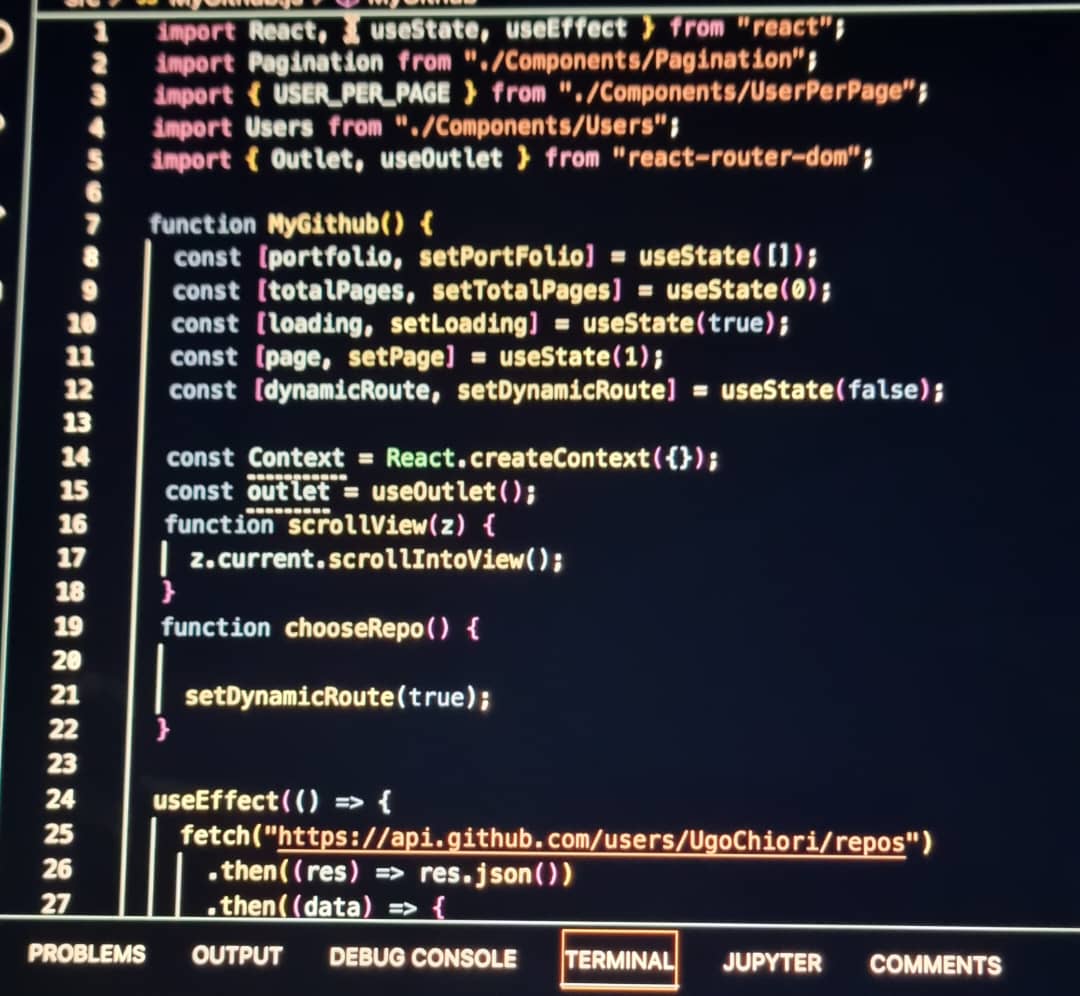 1 import React, { useState, useEffect } from "react";
2 import Pagination from "./Components/Pagination";
3 import { USER_PER_PAGE } from "./Components/UserPerPage";
4 import Users from "./Components/Users";
5 import { Outlet, useOutlet } from "react-router-dom";
6
7 function MyGithub() {
8 const [portfolio, setPortFolio] = useState([]);
9 const [totalPages, setTotalPages] = useState(0);
10 const [loading, setLoading] = useState(true);
11 const [page, setPage] = useState(1);
12 const [dynamicRoute, setDynamicRoute] = useState(false);
13
14 const Context = React.createContext({});
15 const outlet = useOutlet();
16 function scrollView(z) {
17 z.current.scrollIntoView();
18 }
19 function chooseRepo() {
20
21 setDynamicRoute(true);
22 }
23
24 useEffect(() => {
25 fetch("https://api.github.com/users/UgoChiori/repos")
26 .then((res) => res.json())
27 .then((data) => {
PROBLEMS OUTPUT DEBUG CONSOLE TERMINAL JUPYTER COMMENTS